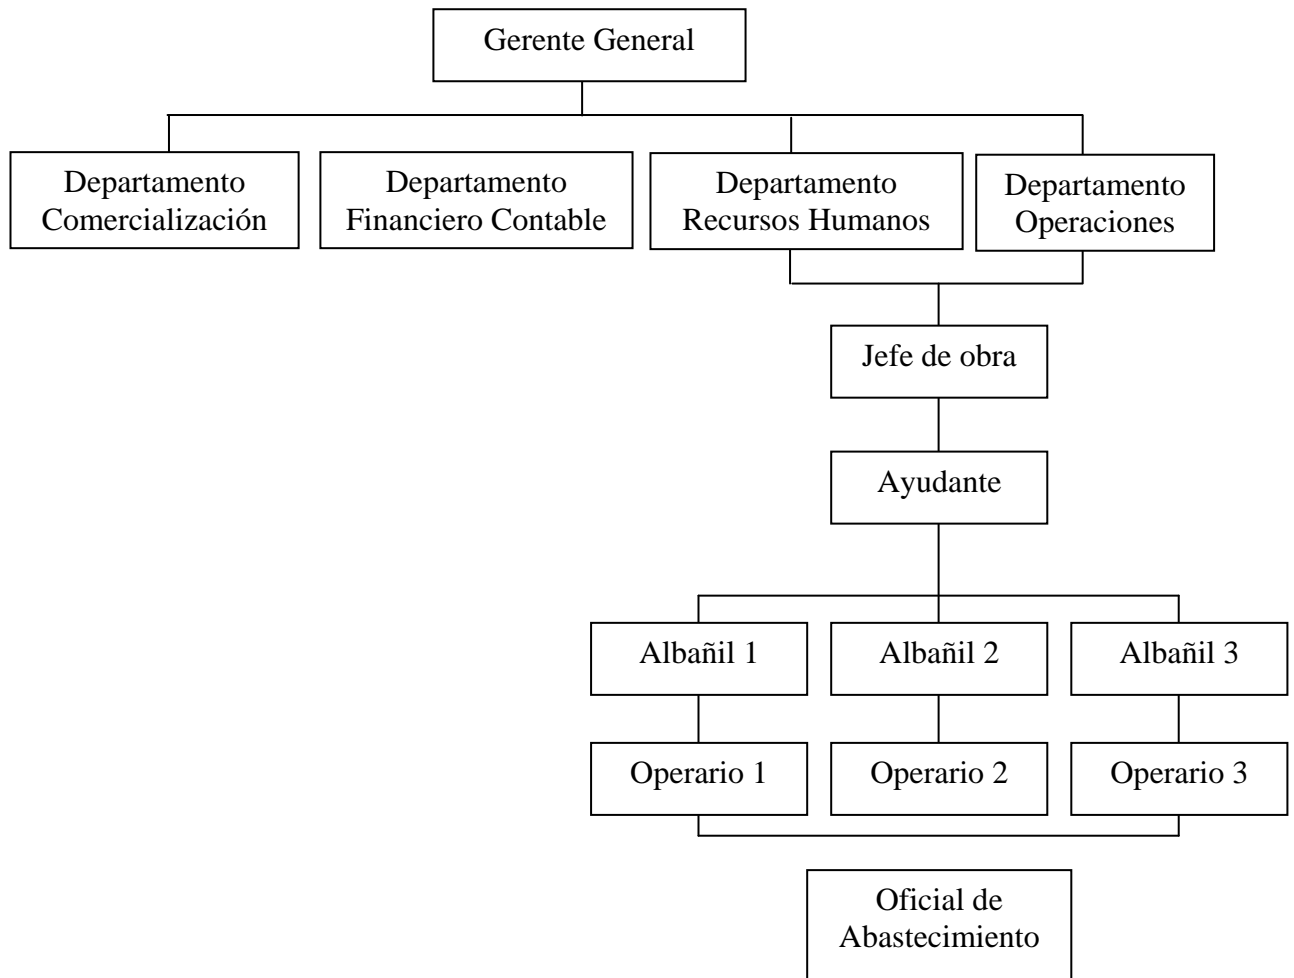 Gerente General
Departamento
Comercialización
Departamento
Financiero Contable
Departamento
Recursos Humanos
Departamento
Operaciones
Jefe de obra
Ayudante
Albañil 1
Albañil 2
Albañil 3
Operario 1
Operario 2
Operario 3
Oficial de
Abastecimiento